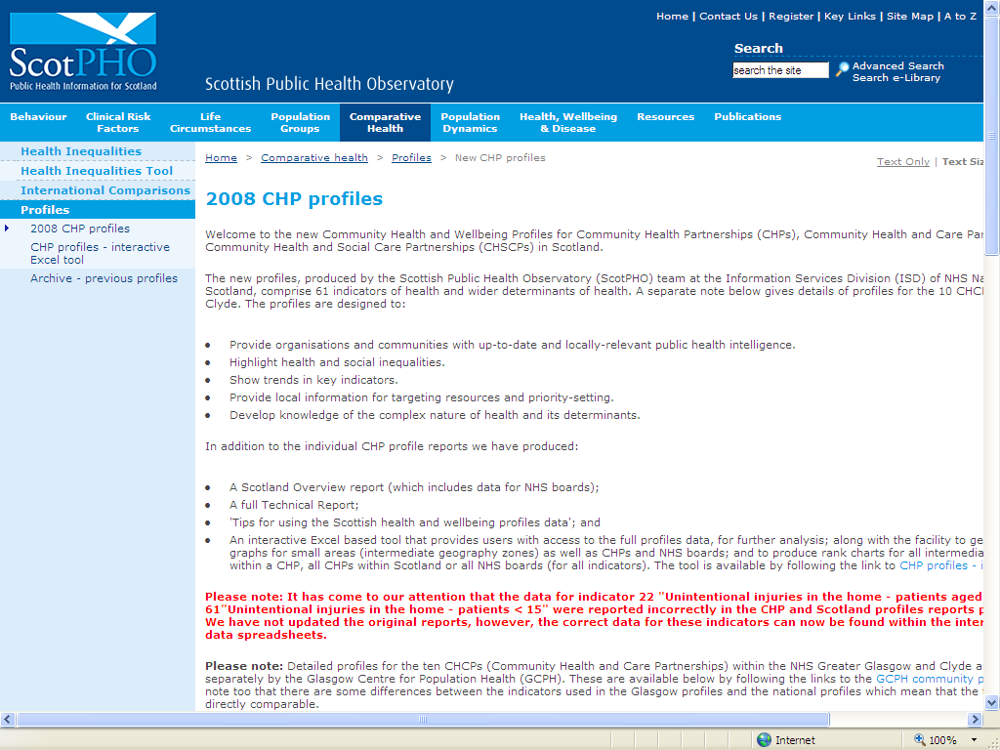 Home | Contact Us | Register | Key Links | Site Map | A to Z
ScotPHO
Public Health Information for Scotland
Scottish Public Health Observatory
Search
search the site
Advanced Search
Search e-Library
Behaviour
Clinical Risk
Factors
Life
Circumstances
Population
Groups
Comparative
Health
Population
Dynamics
Health, Wellbeing
& Disease
Resources
Publications
Health Inequalities
Health Inequalities Tool
International Comparisons
Profiles
2008 CHP profiles
CHP profiles - interactive
Excel tool
Archive - previous profiles
Home > Comparative health > Profiles > New CHP profiles
Text Only | Text
2008 CHP profiles
Welcome to the new Community Health and Wellbeing Profiles for Community Health Partnerships (CHPs), Community Health and Care
Community Health and Social Care Partnerships (CHSCPs) in Scotland.
The new profiles, produced by the Scottish Public Health Observatory (ScotPHO) team at the Information Services Division (ISD) of NHS
Scotland, comprise 61 indicators of health and wider determinants of health. A separate note below gives details of profiles for the 10
Clyde. The profiles are designed to:
• Provide organisations and communities with up-to-date and locally-relevant public health intelligence.
• Highlight health and social inequalities.
• Show trends in key indicators.
• Provide local information for targeting resources and priority-setting.
• Develop knowledge of the complex nature of health and its determinants.
In addition to the individual CHP profile reports we have produced:
• A Scotland Overview report (which includes data for NHS boards);
• A full Technical Report;
• 'Tips for using the Scottish health and wellbeing profiles data'; and
• An interactive Excel based tool that provides users with access to the full profiles data, for further analysis; along with the facility to
graphs for small areas (intermediate geography zones) as well as CHPs and NHS boards; and to produce rank charts for all
within a CHP, all CHPs within Scotland or all NHS boards (for all indicators). The tool is available by following the link to CHP profiles -
Please note: It has come to our attention that the data for indicator 22 "Unintentional injuries in the home - patients aged
61"Unintentional injuries in the home - patients < 15" were reported incorrectly in the CHP and Scotland profiles reports
We have not updated the original reports, however, the correct data for these indicators can now be found within the
data spreadsheets.
Please note: Detailed profiles for the ten CHCPs (Community Health and Care Partnerships) within the NHS Greater Glasgow and Clyde
separately by the Glasgow Centre for Population Health (GCPH). These are available below by following the links to the GCPH community
note too that there are some differences between the indicators used in the Glasgow profiles and the national profiles which mean that the
directly comparable.
Internet
100%